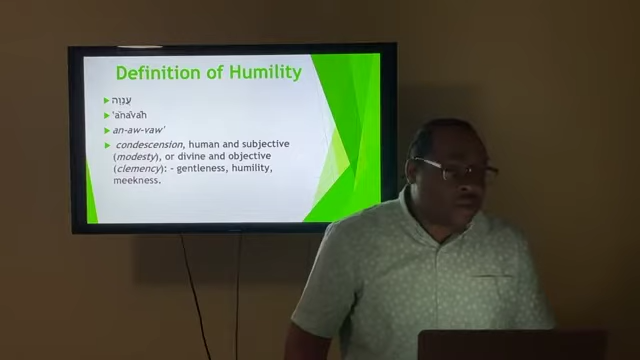 Definition of Humility
עֲנָוָה
‛ânâvâh
an-aw-vaw'
condescension, human and subjective
(modesty), or divine and objective
(clemency): - gentleness, humility,
meekness.